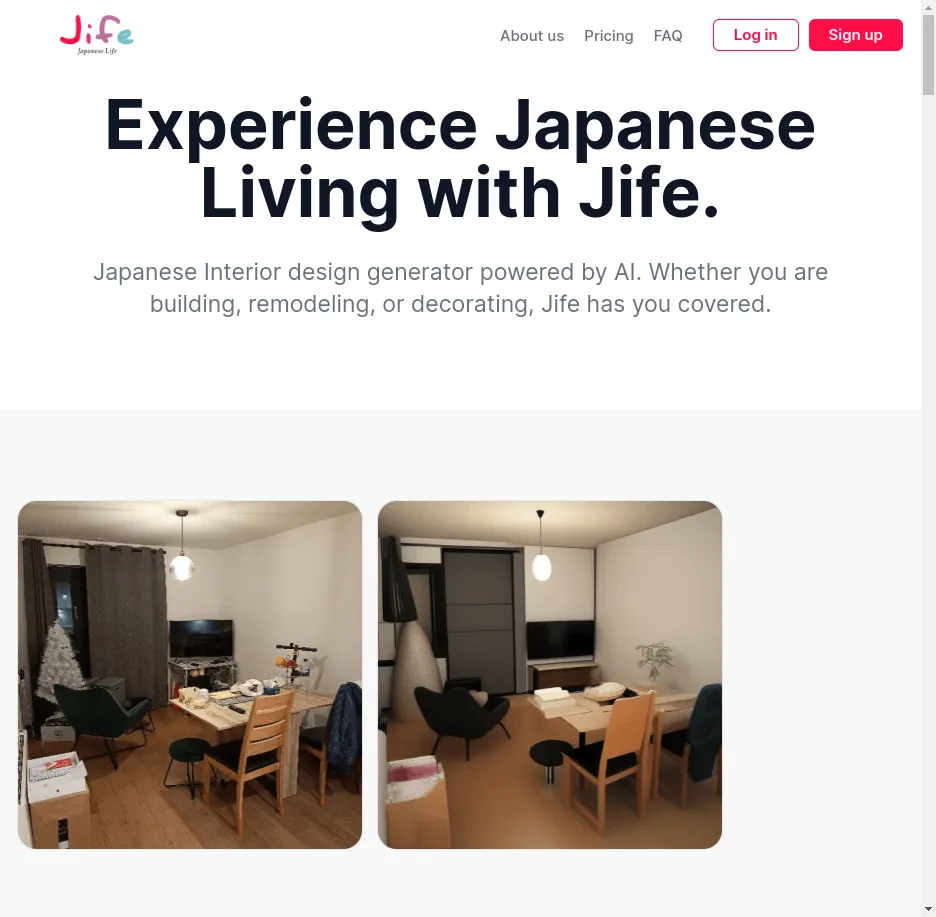 Jife
Japanese Life
About us
Pricing
FAQ
Log in
Sign up
Experience Japanese
Living with Jife.
Japanese Interior design generator powered by AI. Whether you are
building, remodeling, or decorating, Jife has you covered.